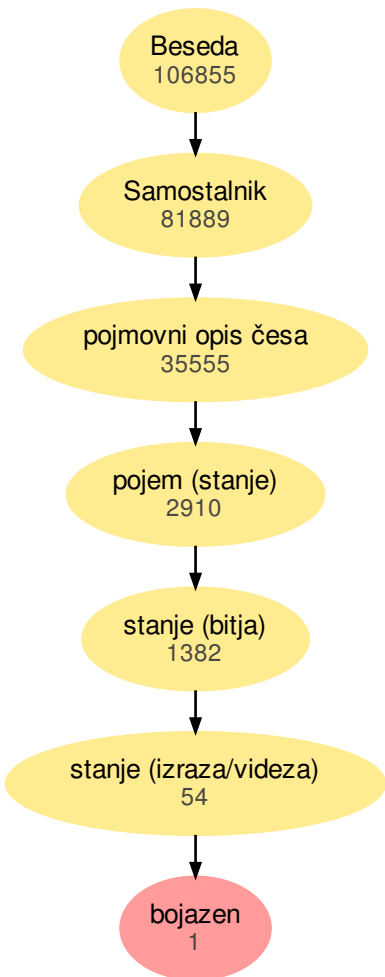 Beseda
106855
Samostalnik
81889
pojmovni opis česa
35555
pojem (stanje)
2910
stanje (bitja)
1382
stanje (izraza/videza)
54
bojazen
1